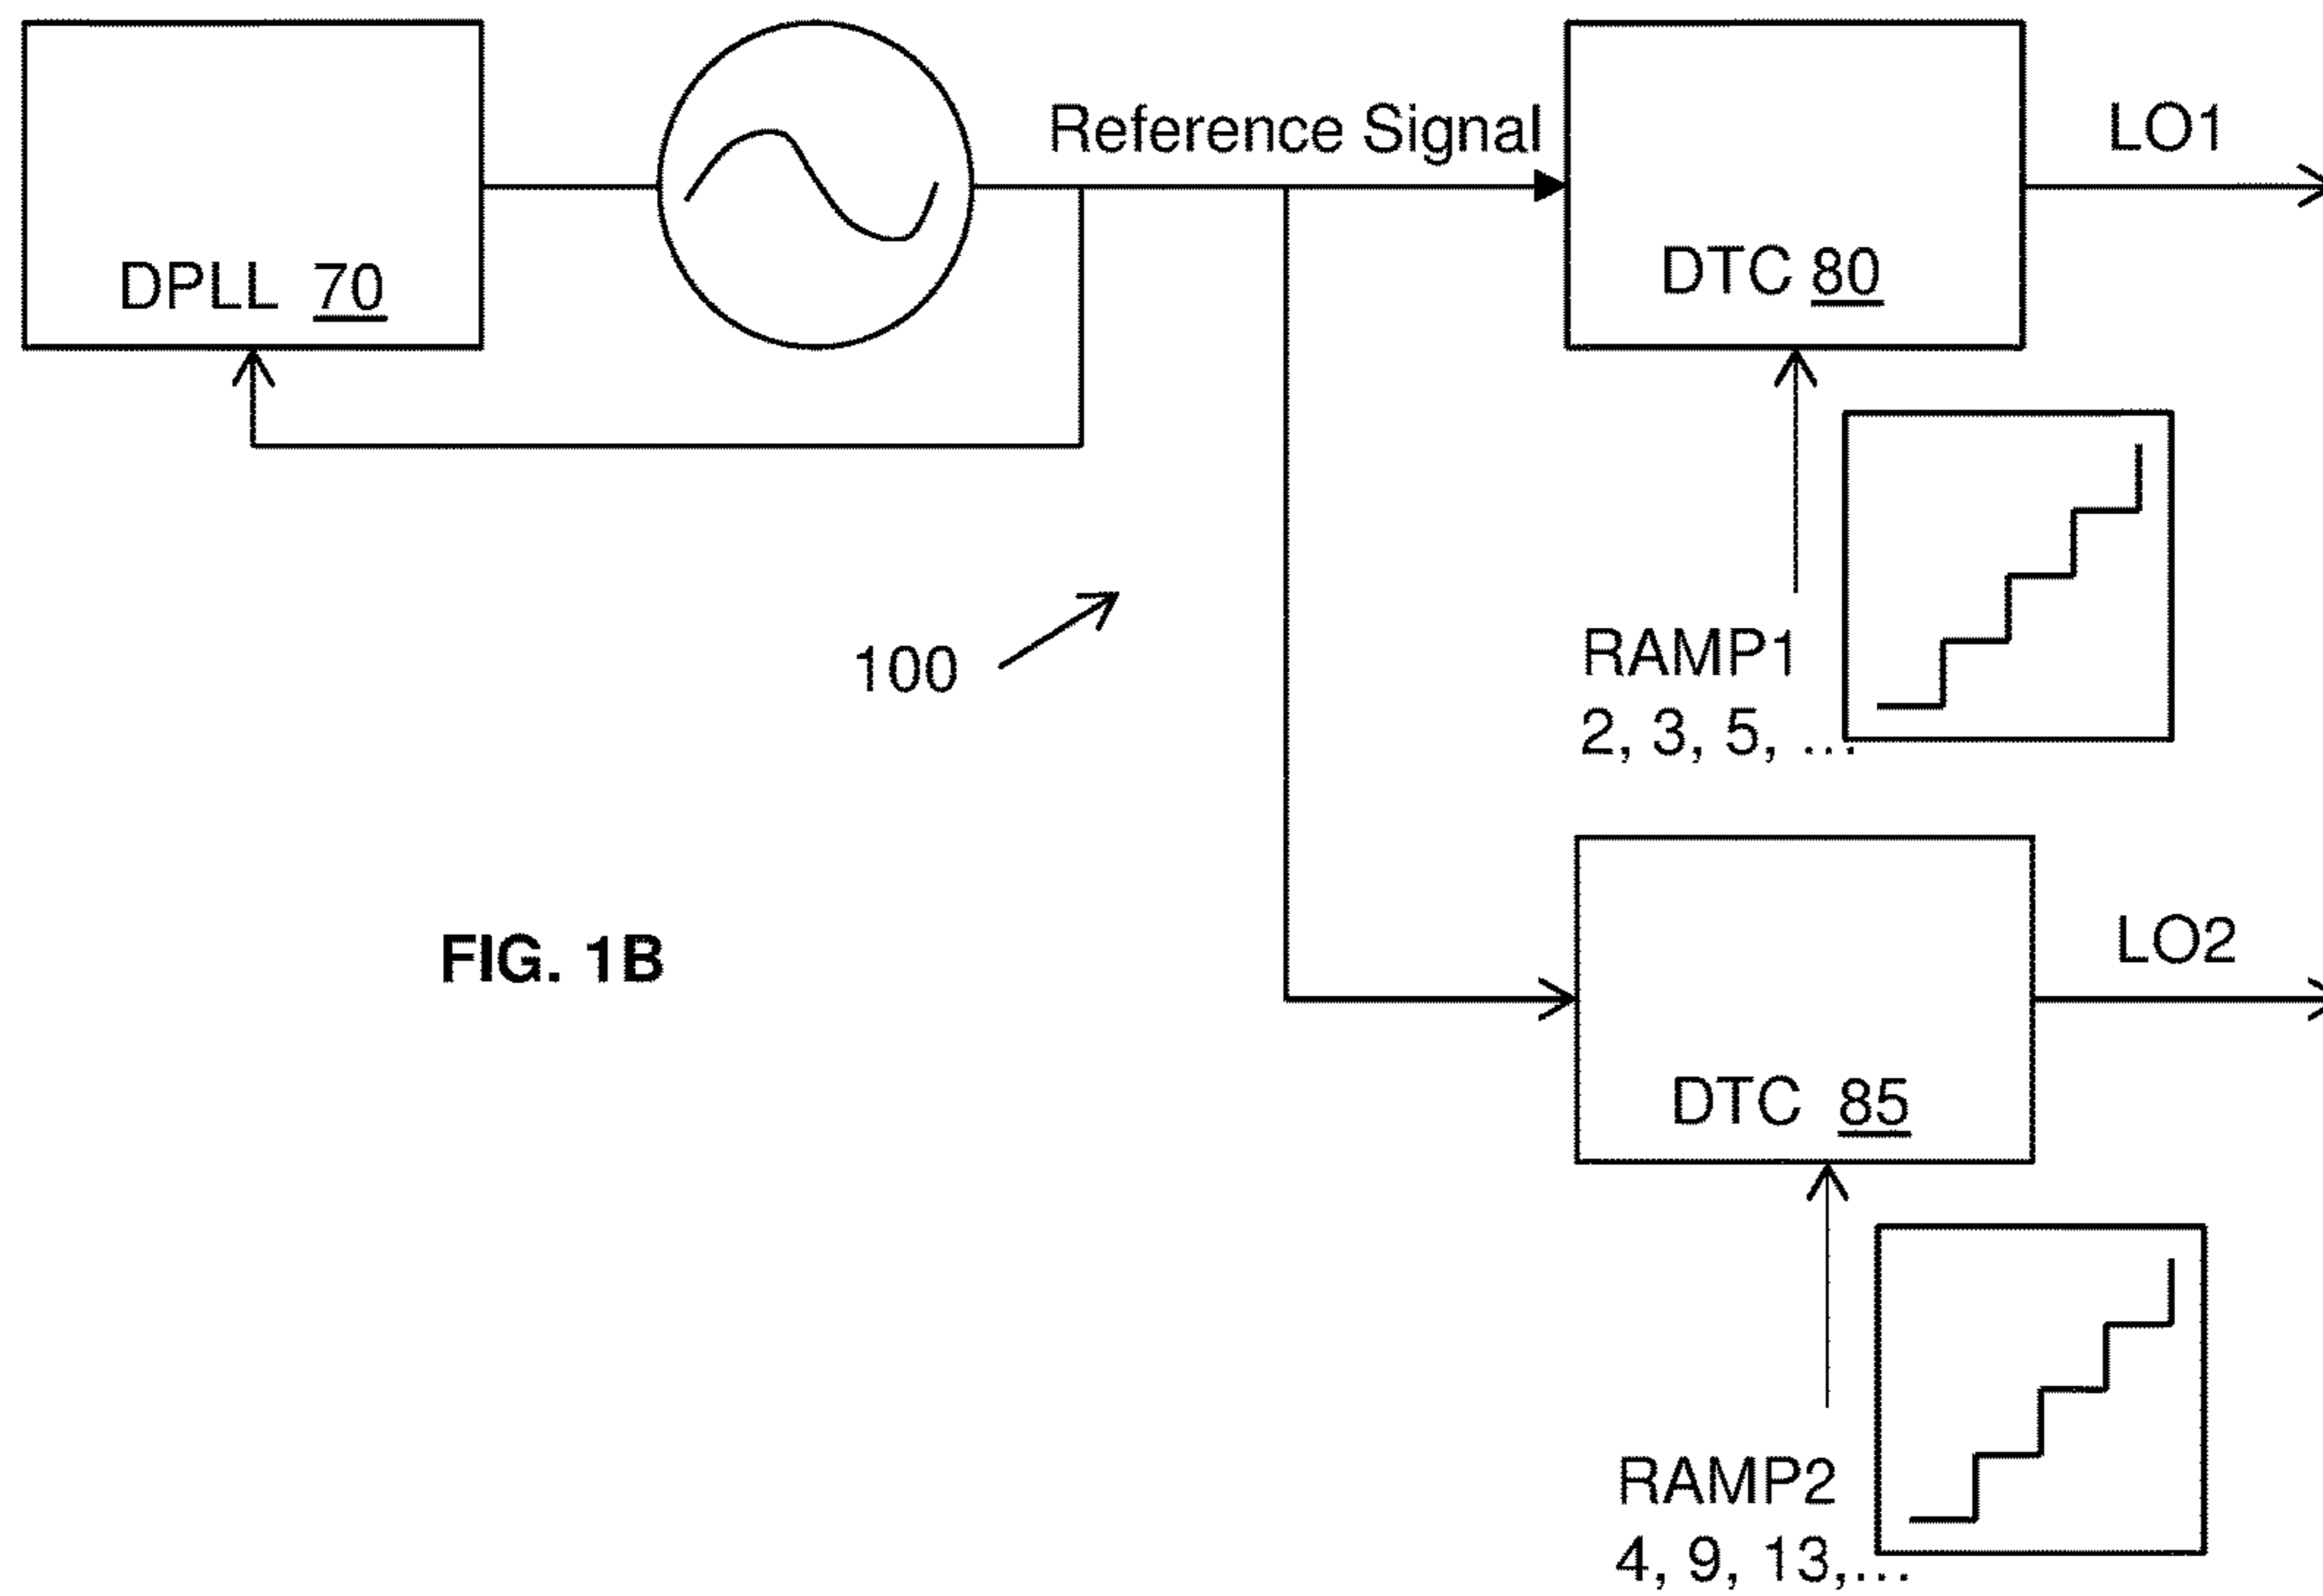 Reference Signal
LO1
DPLL 70
DTC 80
100
RAMP1
2, 3, 5, ...
FIG. 1B
LO2
DTC 85
RAMP2
4, 9, 13,...